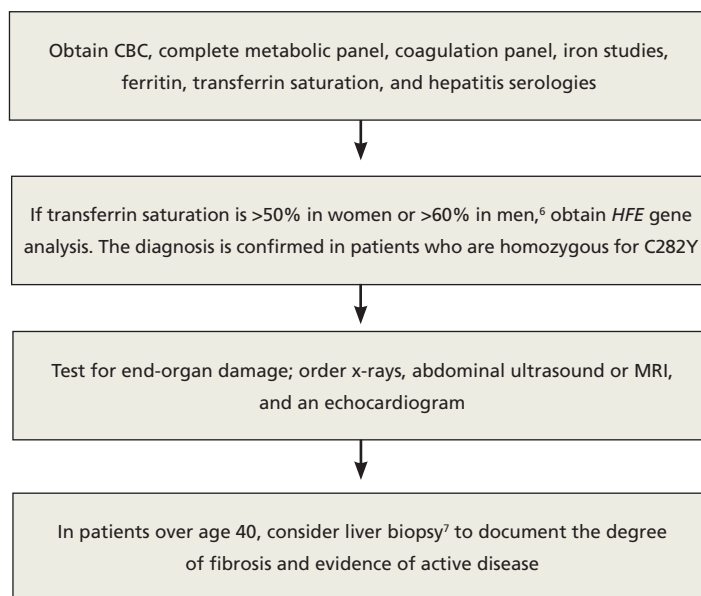 Obtain CBC, complete metabolic panel, coagulation panel, iron studies,
ferritin, transferrin saturation, and hepatitis serologies
If transferrin saturation is >50% in women or >60% in men,⁶ obtain HFE gene
analysis. The diagnosis is confirmed in patients who are homozygous for C282Y
Test for end-organ damage; order x-rays, abdominal ultrasound or MRI,
and an echocardiogram
In patients over age 40, consider liver biopsy⁷ to document the degree
of fibrosis and evidence of active disease